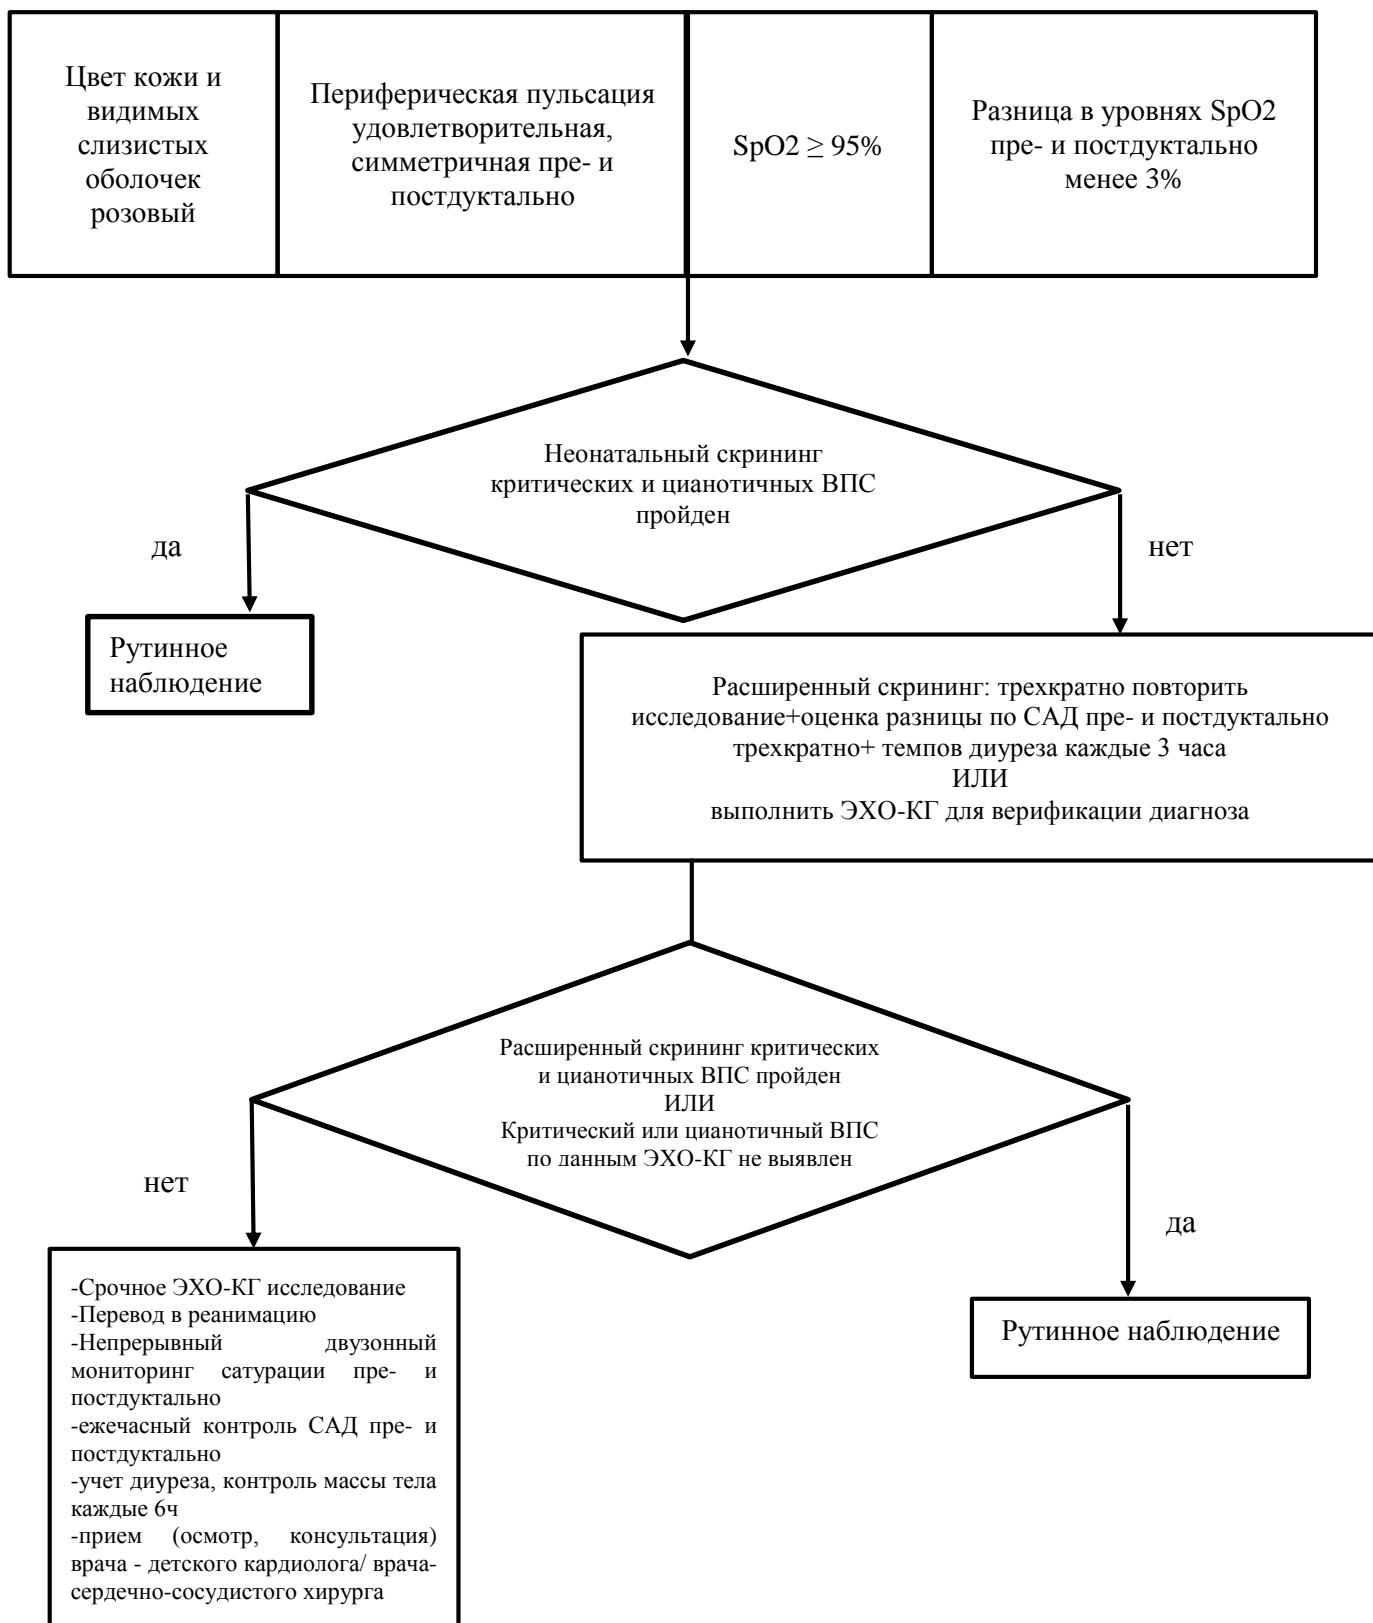 Цвет кожи и
видимых
слизистых
оболочек
розовый
Периферическая пульсация
удовлетворительная,
симметричная пре- и
постдуктально
SpO2 ≥ 95%
Разница в уровнях SpO2
пре- и постдуктально
менее 3%
Неонатальный скрининг
критических и цианотичных ВПС
пройден
да
нет
Рутинное
наблюдение
Расширенный скрининг: трехкратно повторить
исследование+оценка разницы по САД пре- и постдуктально
трехкратно+ темпов диуреза каждые 3 часа
ИЛИ
выполнить ЭХО-КГ для верификации диагноза
Расширенный скрининг критических
и цианотичных ВПС пройден
ИЛИ
Критический или цианотичный ВПС
по данным ЭХО-КГ не выявлен
нет
да
-Срочное ЭХО-КГ исследование
-Перевод в реанимацию
-Непрерывный двузонный
мониторинг сатурации пре- и
постдуктально
-ежечасный контроль САД пре- и
постдуктально
-учет диуреза, контроль массы тела
каждые 6ч
-прием (осмотр, консультация)
врача - детского кардиолога/ врача-
сердечно-сосудистого хирурга
Рутинное наблюдение